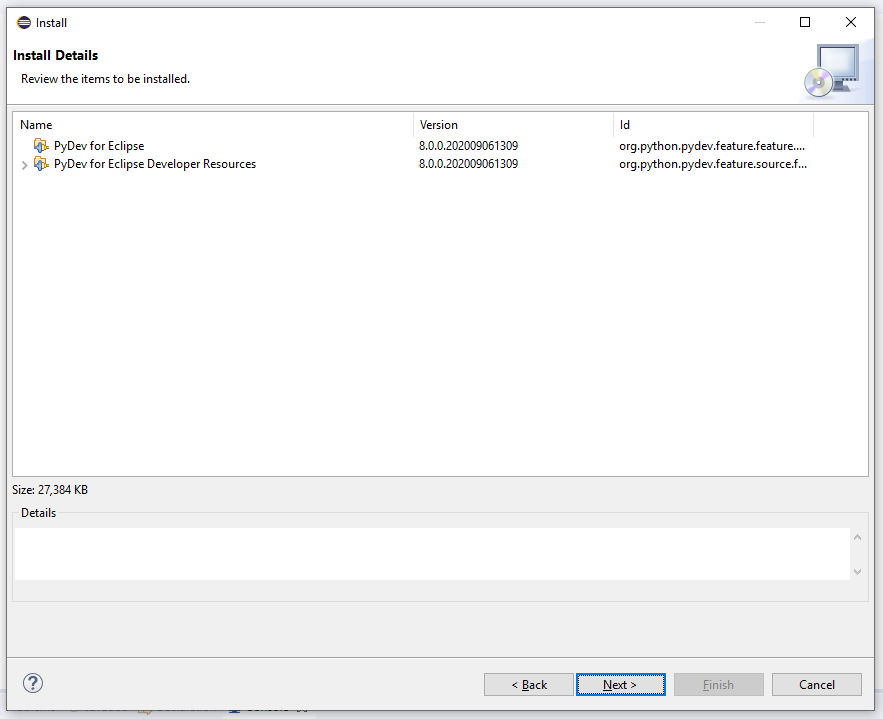 Install
Install Details
Review the items to be installed.
Name Version Id
PyDev for Eclipse 8.0.0.202009061309 org.python.pydev.feature.feature....
PyDev for Eclipse Developer Resources 8.0.0.202009061309 org.python.pydev.feature.source.f...
Size: 27,384 KB
Details
?
< Back Next > Finish Cancel